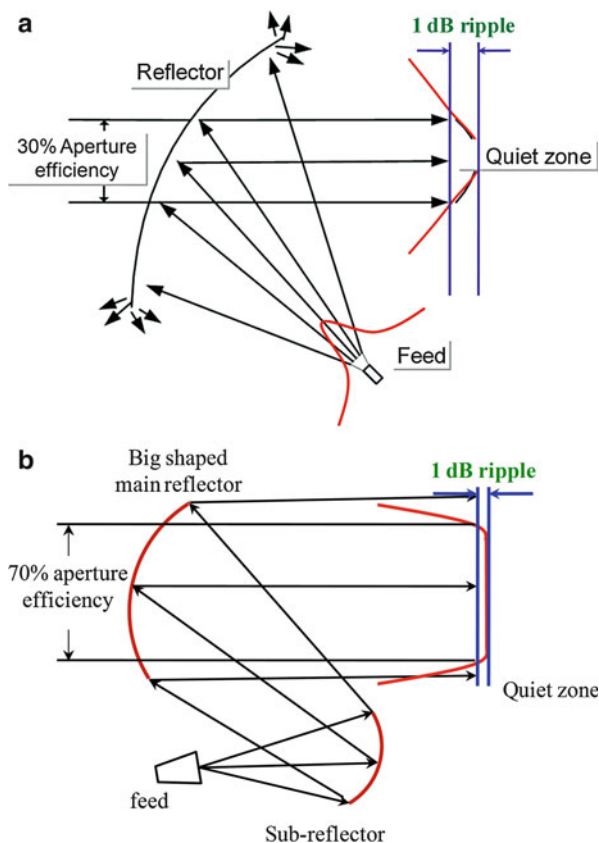 a
1 dB ripple
Reflector
30% Aperture
efficiency
Quiet zone
Feed
b
Big shaped
main reflector
1 dB ripple
70% aperture
efficiency
Quiet zone
feed
Sub-reflector